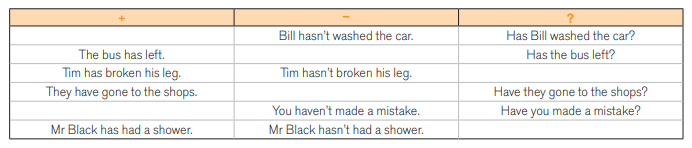 + − ?
Bill hasn't washed the car. Has Bill washed the car?
The bus has left. Has the bus left?
Tim has broken his leg. Tim hasn't broken his leg.
They have gone to the shops. Have they gone to the shops?
You haven't made a mistake. Have you made a mistake?
Mr Black has had a shower. Mr Black hasn't had a shower.